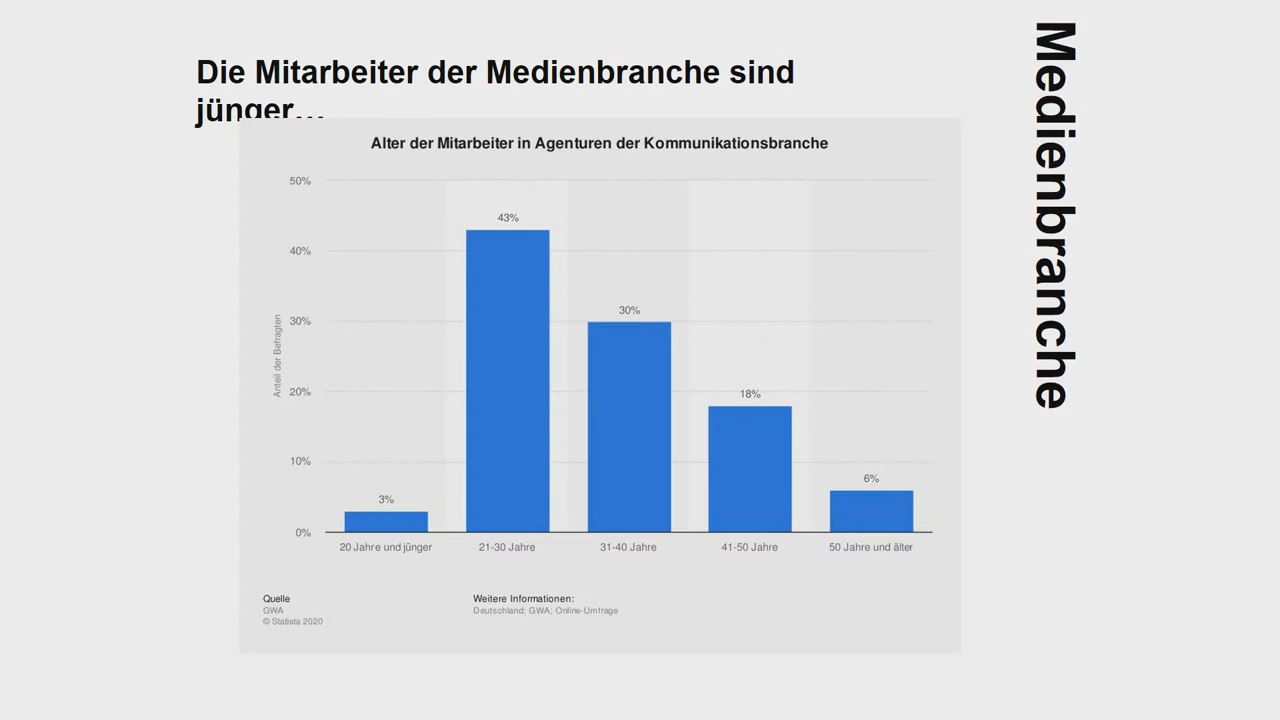 Die Mitarbeiter der Medienbranche sind
jünger...
Medienbranche
Alter der Mitarbeiter in Agenturen der Kommunikationsbranche
Anteil der Befragten
50%
40%
30%
20%
10%
0%
3%
43%
30%
18%
6%
20 Jahre und jünger
21-30 Jahre
31-40 Jahre
41-50 Jahre
50 Jahre und älter
Quelle
GWA
© Statista 2020
Weitere Informationen:
Deutschland; GWA; Online-Umfrage